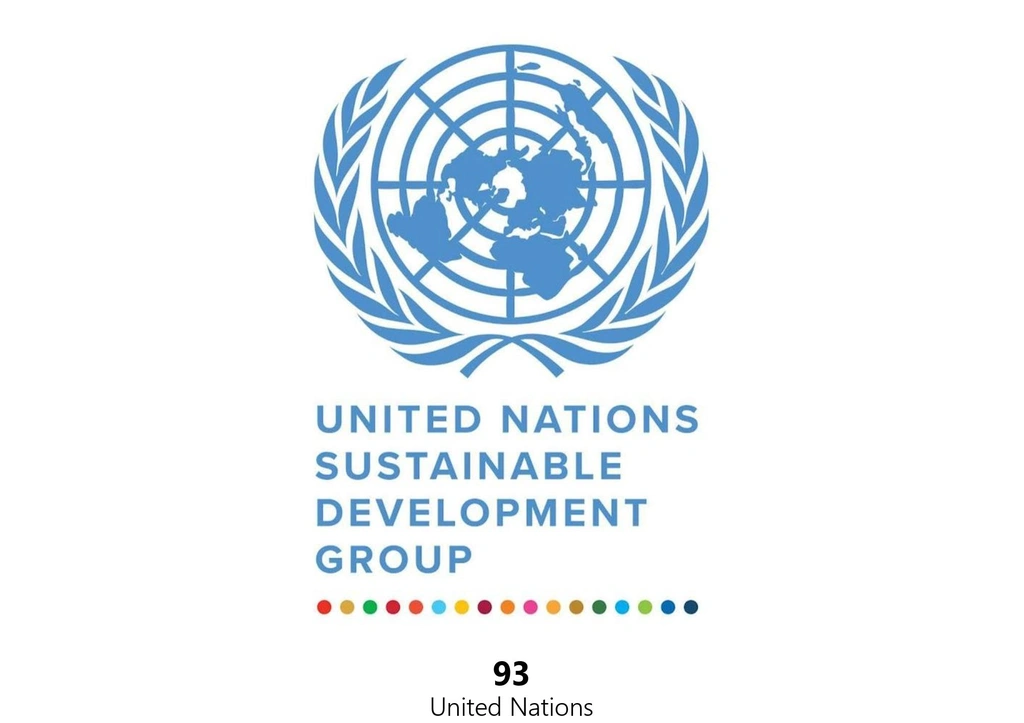 UNITED NATIONS
SUSTAINABLE
DEVELOPMENT
GROUP
93
United Nations